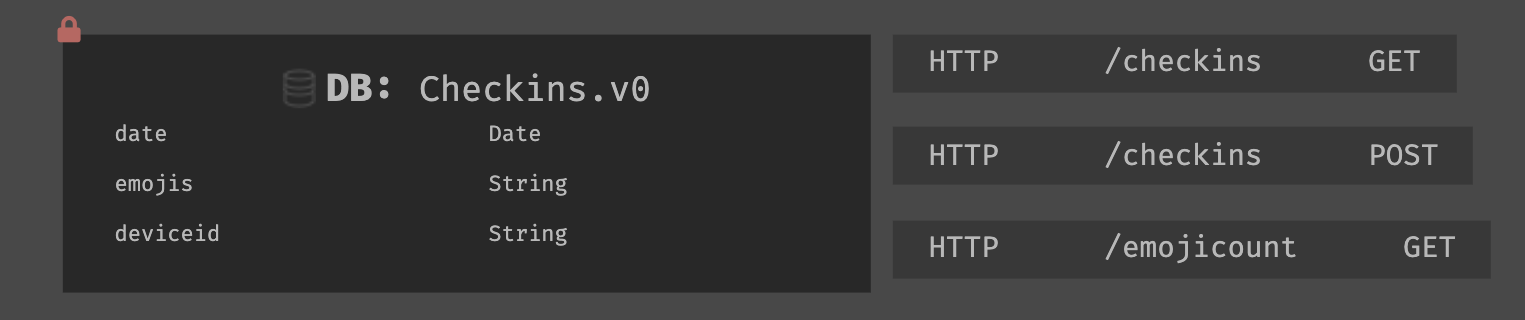 DB: Checkins.v0
date Date
emojis String
deviceid String
HTTP /checkins GET
HTTP /checkins POST
HTTP /emojicount GET